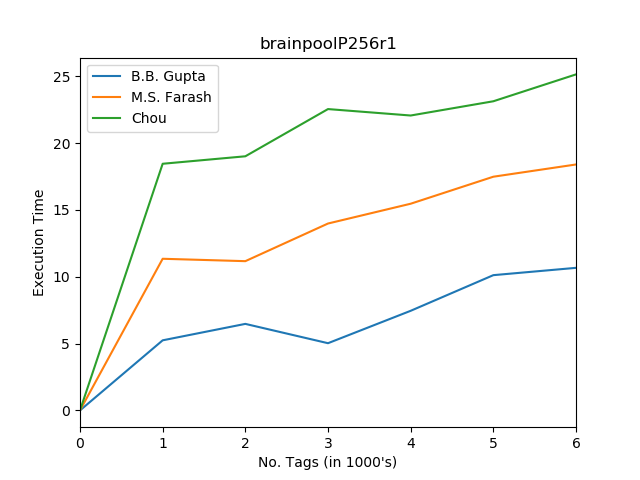 brainpoolP256r1
B.B. Gupta
M.S. Farash
Chou
Execution Time
25
20
15
10
5
0
0 1 2 3 4 5 6
No. Tags (in 1000's)